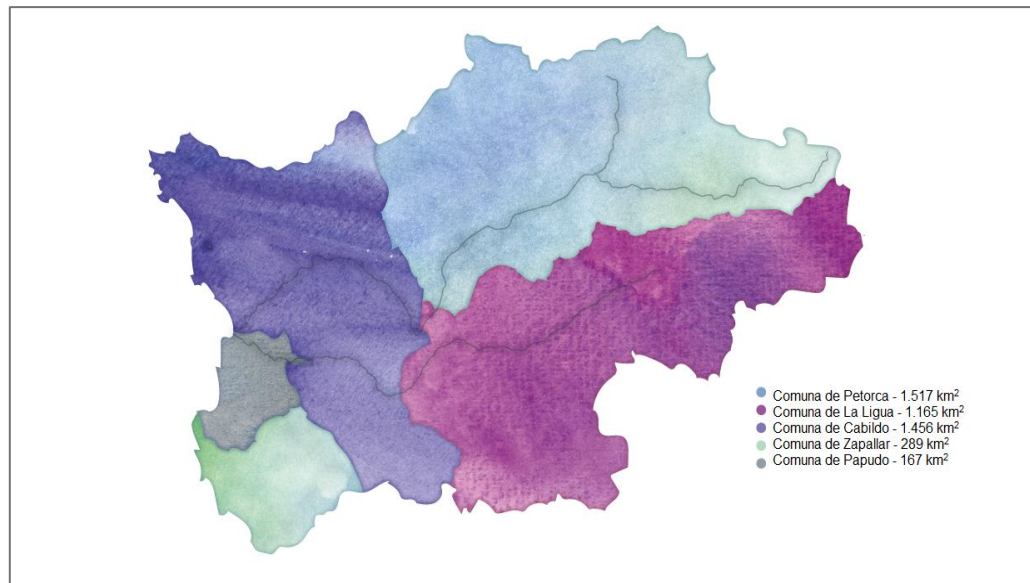 Comuna de Petorca - 1.517 km²
Comuna de La Ligua - 1.165 km²
Comuna de Cabildo - 1.456 km²
Comuna de Zapallar - 289 km²
Comuna de Papudo - 167 km²